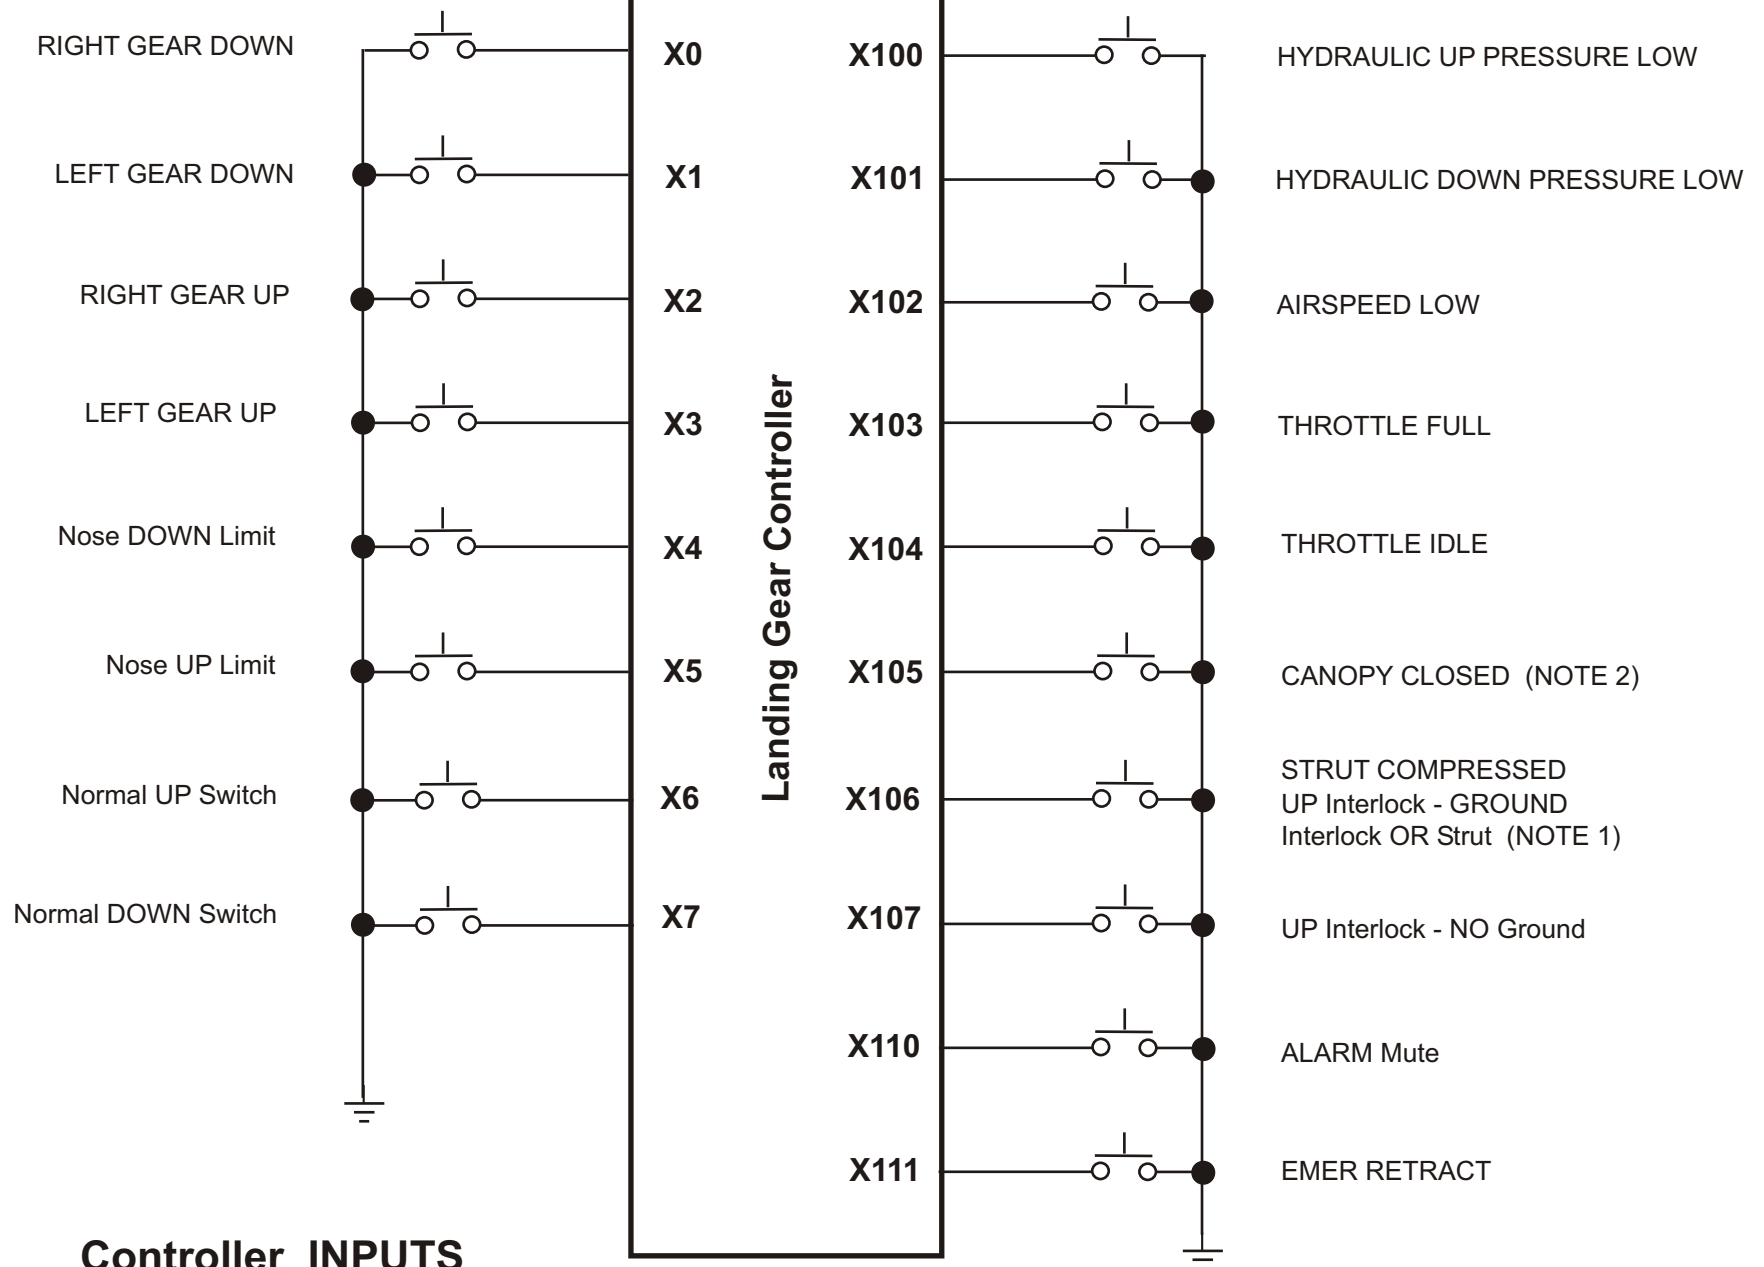 RIGHT GEAR DOWN
X0
X100
HYDRAULIC UP PRESSURE LOW
LEFT GEAR DOWN
X1
X101
HYDRAULIC DOWN PRESSURE LOW
RIGHT GEAR UP
X2
X102
AIRSPEED LOW
LEFT GEAR UP
X3
X103
THROTTLE FULL
Nose DOWN Limit
X4
X104
THROTTLE IDLE
Nose UP Limit
X5
X105
CANOPY CLOSED (NOTE 2)
Normal UP Switch
X6
X106
STRUT COMPRESSED
UP Interlock - GROUND
Interlock OR Strut (NOTE 1)
Normal DOWN Switch
X7
X107
UP Interlock - NO Ground
X110
ALARM Mute
X111
EMER RETRACT
Landing Gear Controller
Controller INPUTS